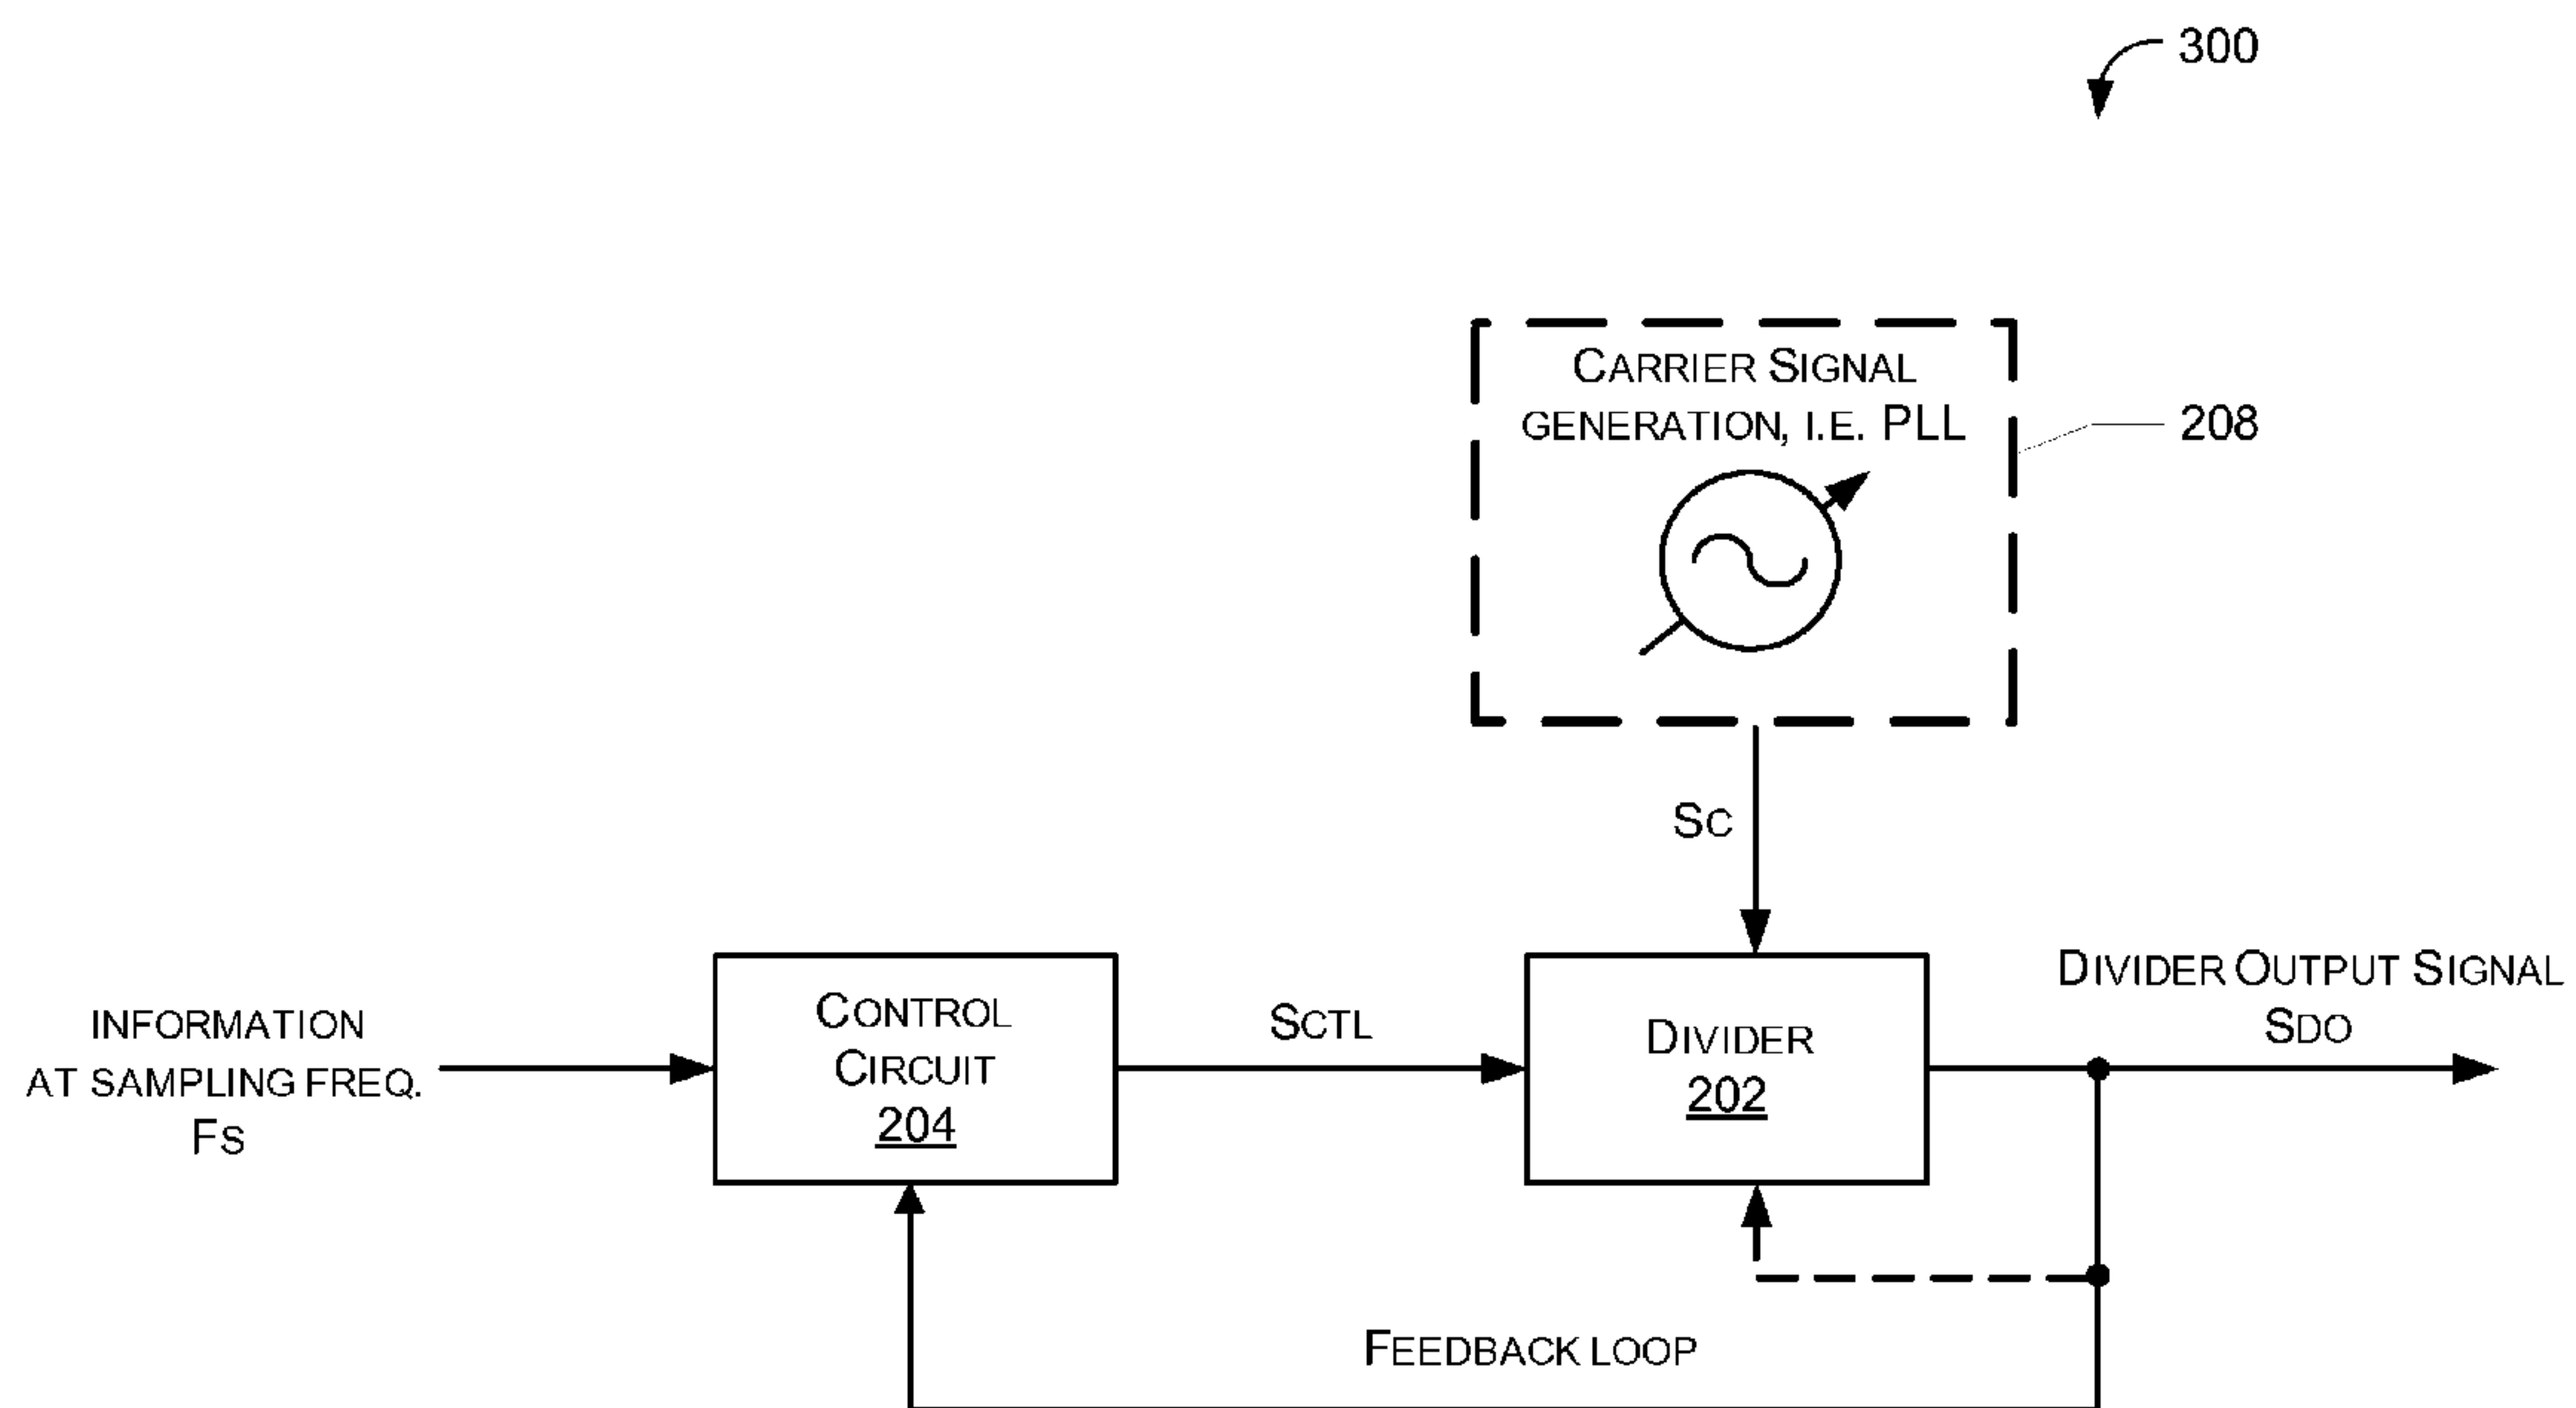 300
CARRIER SIGNAL
GENERATION, I.E. PLL
208
SC
INFORMATION
AT SAMPLING FREQ.
FS
CONTROL
CIRCUIT
204
SCTL
DIVIDER
202
DIVIDER OUTPUT SIGNAL
SDO
FEEDBACK LOOP